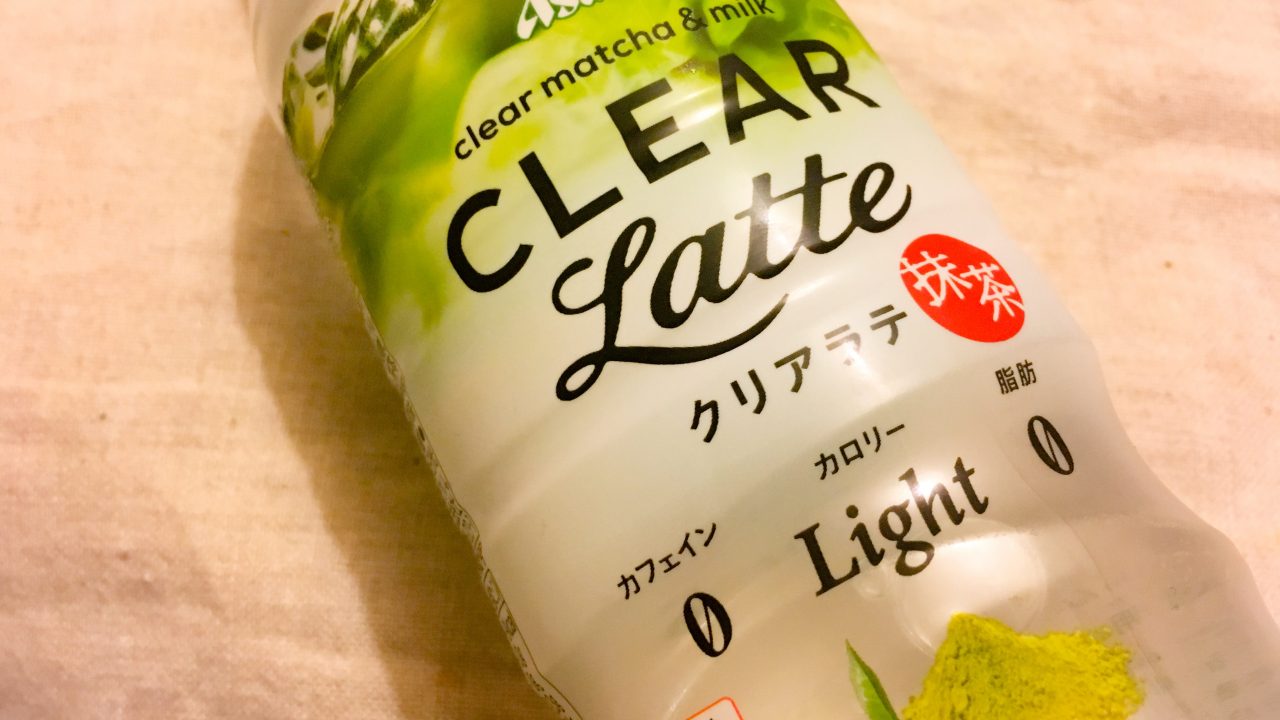 clear matcha & milk
CLEAR
Latte
クリアラテ
抹茶
カフェイン
0
カロリー
Light
脂肪
0